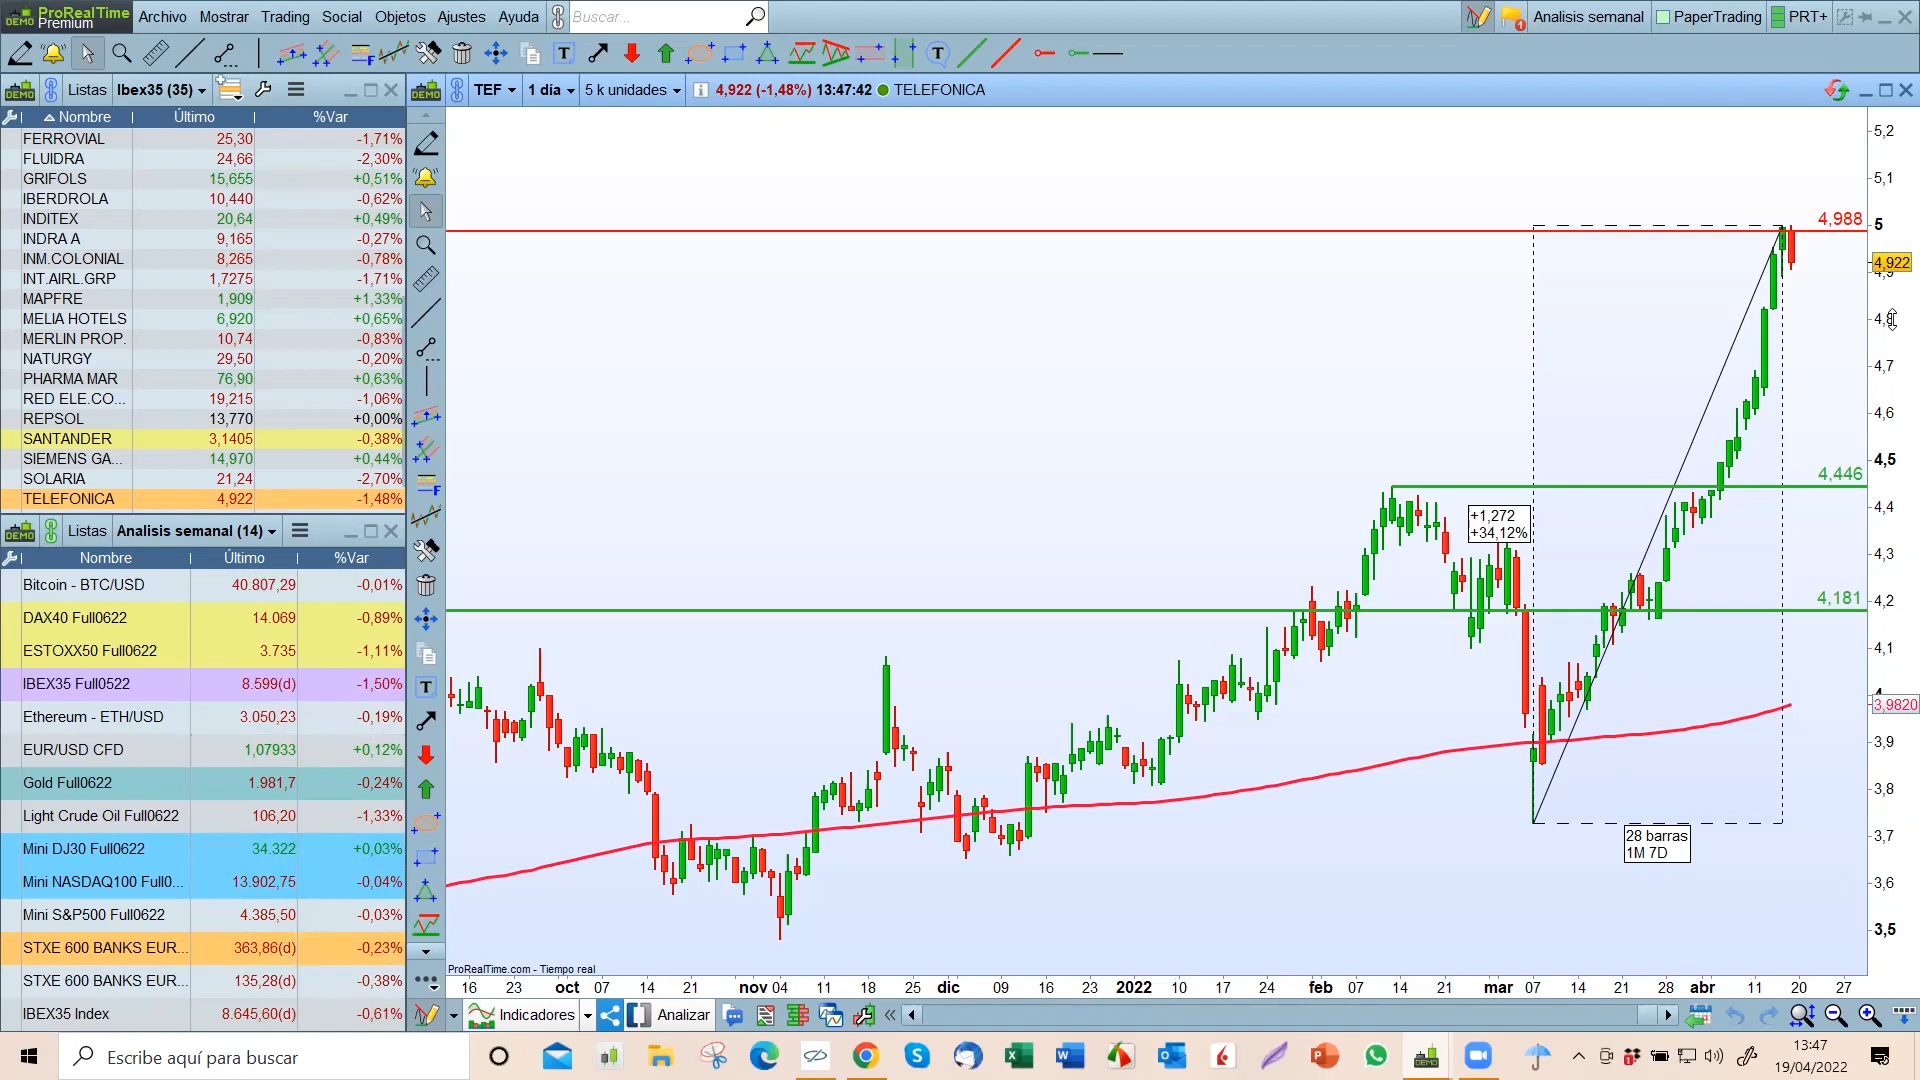 DEMO ProRealTime Premium Archivo Mostrar Trading Social Objetos Ajustes Ayuda Buscar... 1 Analisis semanal PaperTrading PRT+
DEMO Listas Ibex35 (35)
DEMO TEF 1 día 5 k unidades 4,922 (-1,48%) 13:47:42 TELEFONICA
Nombre Último %Var
FERROVIAL 25,30 -1,71%
FLUIDRA 24,66 -2,30%
GRIFOLS 15,655 +0,51%
IBERDROLA 10,440 -0,62%
INDITEX 20,64 +0,49%
INDRA A 9,165 -0,27%
INM.COLONIAL 8,265 -0,78%
INT.AIRL.GRP 1,7275 -1,71%
MAPFRE 1,909 +1,33%
MELIA HOTELS 6,920 +0,65%
MERLIN PROP. 10,74 -0,83%
NATURGY 29,50 -0,20%
PHARMA MAR 76,90 +0,63%
RED ELE.CO... 19,215 -1,06%
REPSOL 13,770 +0,00%
SANTANDER 3,1405 -0,38%
SIEMENS GA... 14,970 +0,44%
SOLARIA 21,24 -2,70%
TELEFONICA 4,922 -1,48%
DEMO Listas Analisis semanal (14)
Nombre Último %Var
Bitcoin - BTC/USD 40.807,29 -0,01%
DAX40 Full0622 14.069 -0,89%
ESTOXX50 Full0622 3.735 -1,11%
IBEX35 Full0522 8.599(d) -1,50%
Ethereum - ETH/USD 3.050,23 -0,19%
EUR/USD CFD 1,07933 +0,12%
Gold Full0622 1.981,7 -0,24%
Light Crude Oil Full0622 106,20 -1,33%
Mini DJ30 Full0622 34.322 +0,03%
Mini NASDAQ100 Full0... 13.902,75 -0,04%
Mini S&P500 Full0622 4.385,50 -0,03%
STXE 600 BANKS EUR... 363,86(d) -0,23%
STXE 600 BANKS EUR... 135,28(d) -0,38%
IBEX35 Index 8.645,60(d) -0,61%
5,2
5,1
4,988
5
4,922
4,9
4,8
4,7
4,6
4,5
4,446
4,4
+1,272
+34,12%
4,3
4,181
4,2
4,1
4
3,9820
3,9
3,8
3,7
28 barras
1M 7D
3,6
3,5
ProRealTime.com - Tiempo real
16 23 oct 07 14 21 nov 04 11 18 25 dic 09 16 23 2022 10 17 24 feb 07 14 21 mar 07 14 21 28 abr 11 20 27
Indicadores Analizar
Escribe aquí para buscar
13:47
19/04/2022